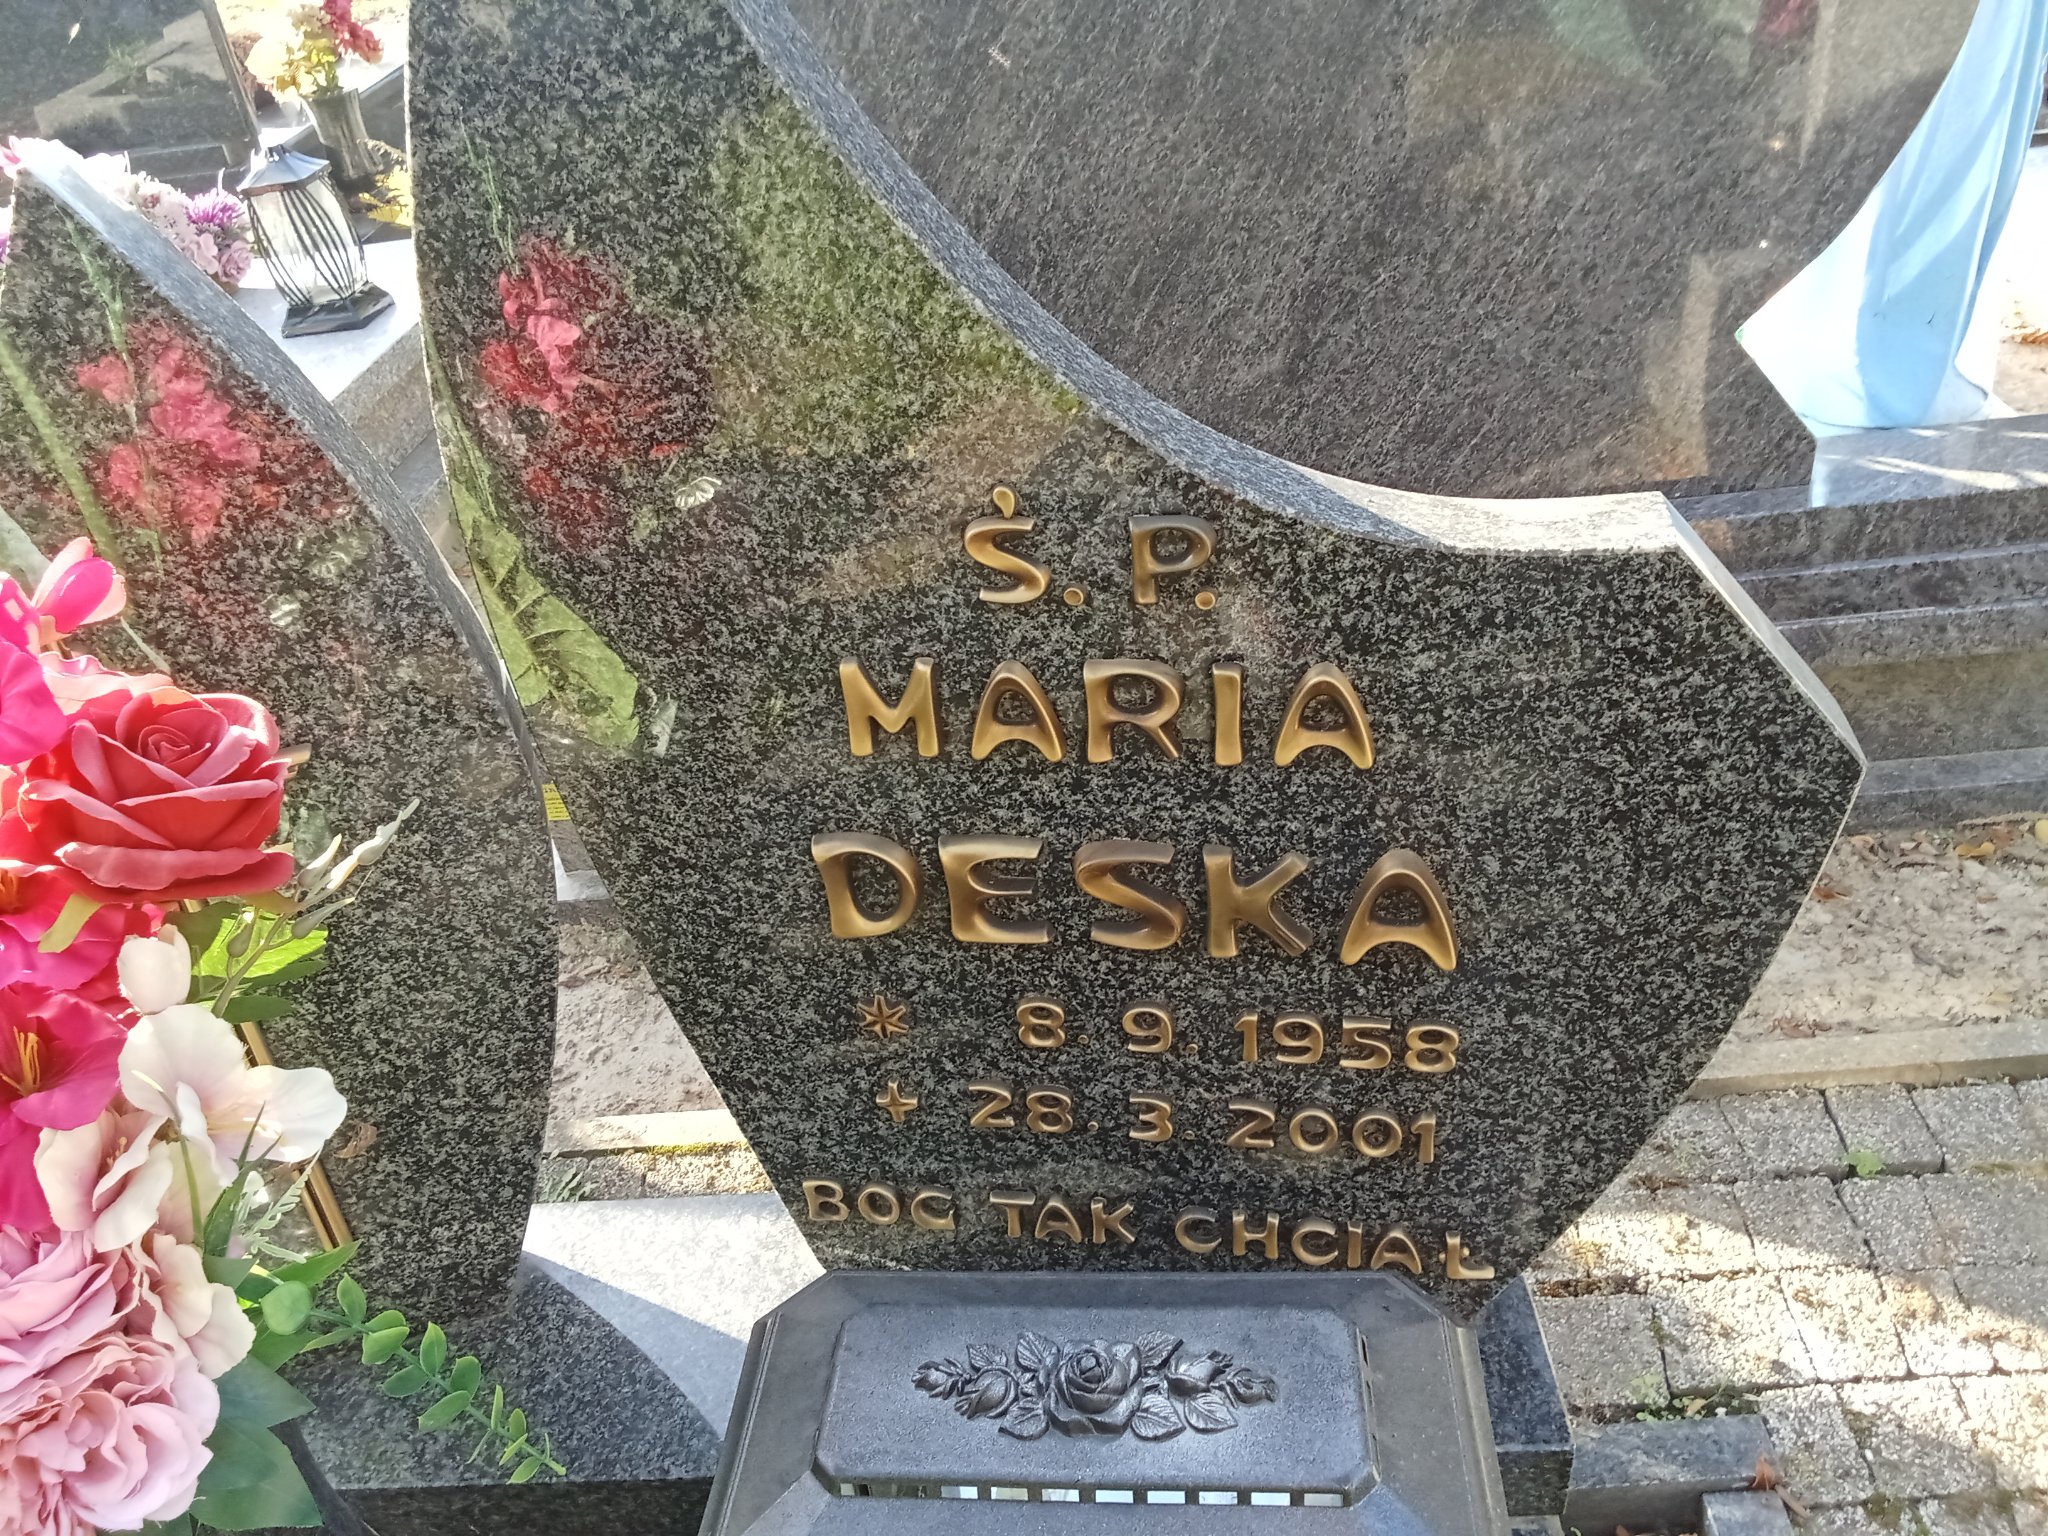 Ś. P.
MARIA
DESKA
* 8. 9. 1958
+ 28. 3. 2001
BÓG TAK CHCIAŁ